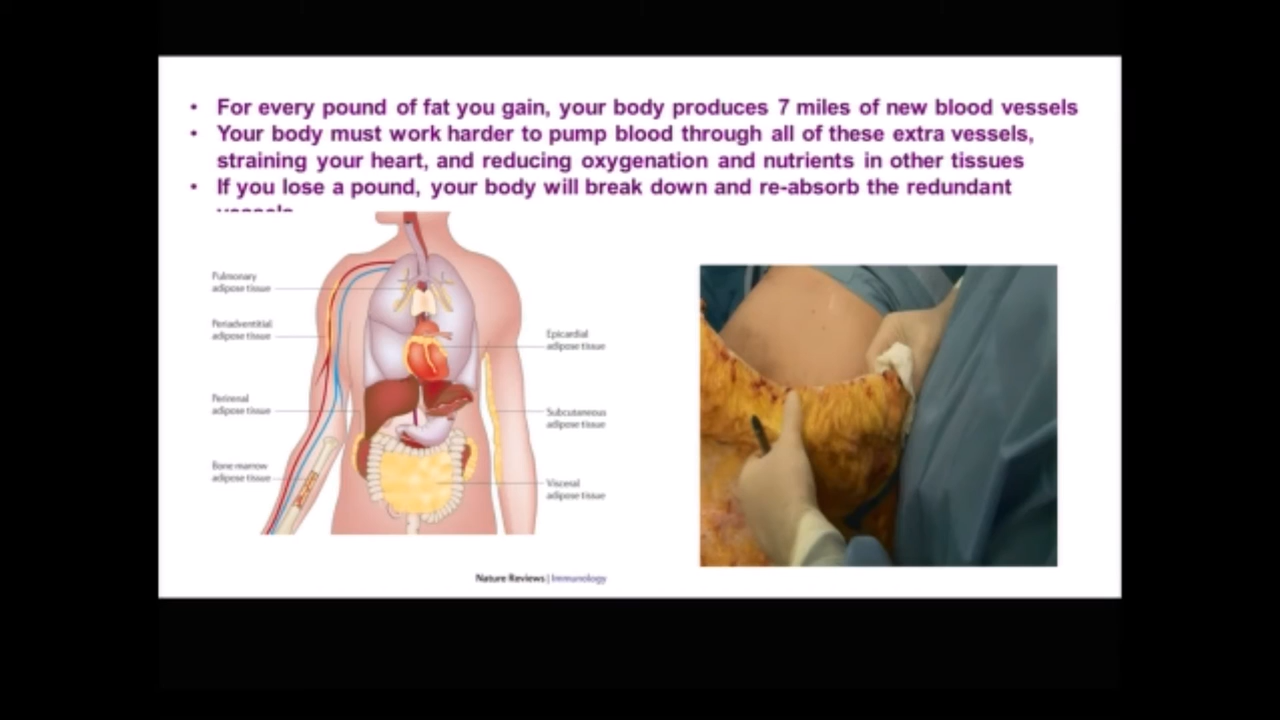 • For every pound of fat you gain, your body produces 7 miles of new blood vessels
• Your body must work harder to pump blood through all of these extra vessels,
straining your heart, and reducing oxygenation and nutrients in other tissues
• If you lose a pound, your body will break down and re-absorb the redundant
vessels
Pulmonary
adipose tissue
Periadventitial
adipose tissue
Epicardial
adipose tissue
Perirenal
adipose tissue
Subcutaneous
adipose tissue
Bone marrow
adipose tissue
Visceral
adipose tissue
Nature Reviews | Immunology